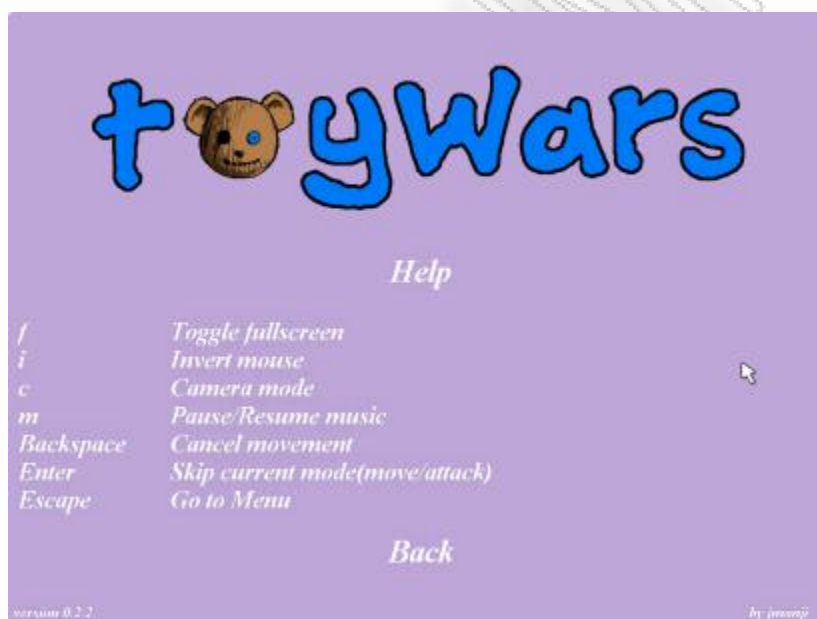 toywars
Help
f Toggle fullscreen
i Invert mouse
c Camera mode
m Pause/Resume music
Backspace Cancel movement
Enter Skip current mode(move/attack)
Escape Go to Menu
Back
version 0.2.2
by